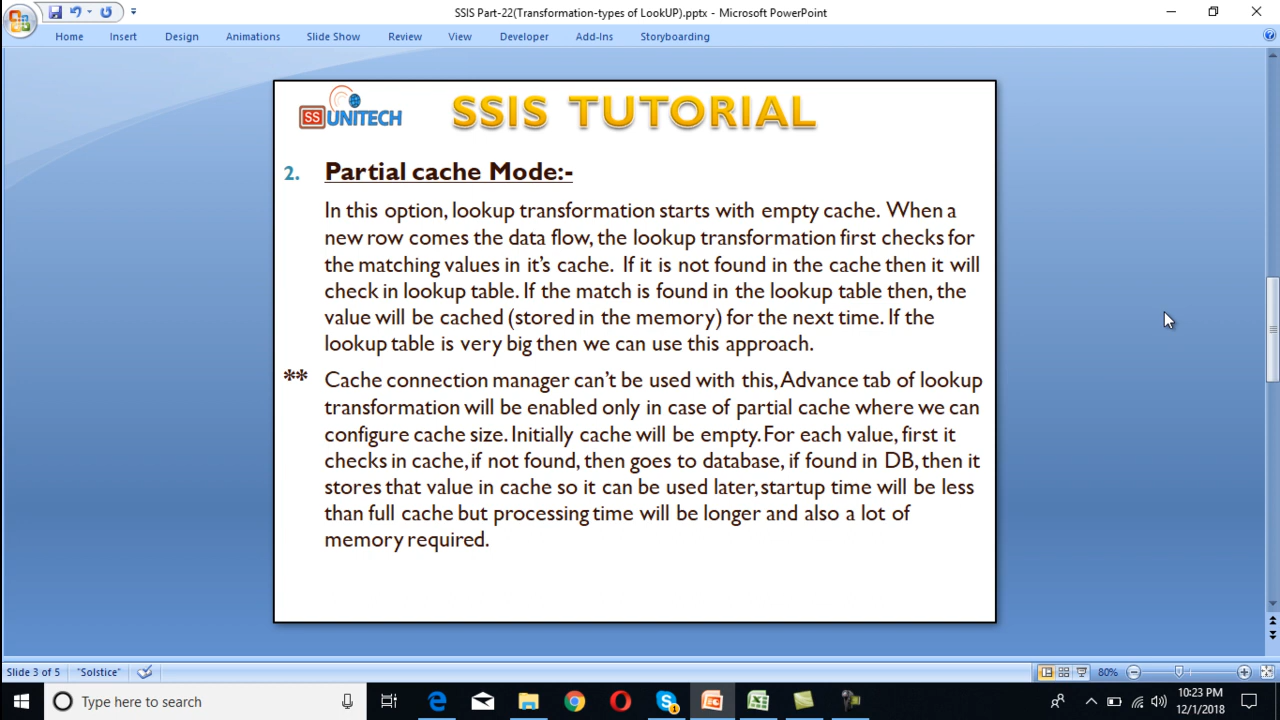 SSIS Part-22(Transformation-types of LookUP).pptx - Microsoft PowerPoint
Home Insert Design Animations Slide Show Review View Developer Add-Ins Storyboarding
SS UNITECH
SSIS TUTORIAL
2. Partial cache Mode:-
In this option, lookup transformation starts with empty cache. When a
new row comes the data flow, the lookup transformation first checks for
the matching values in it's cache. If it is not found in the cache then it will
check in lookup table. If the match is found in the lookup table then, the
value will be cached (stored in the memory) for the next time. If the
lookup table is very big then we can use this approach.
** Cache connection manager can't be used with this, Advance tab of lookup
transformation will be enabled only in case of partial cache where we can
configure cache size. Initially cache will be empty. For each value, first it
checks in cache, if not found, then goes to database, if found in DB, then it
stores that value in cache so it can be used later, startup time will be less
than full cache but processing time will be longer and also a lot of
memory required.
Slide 3 of 5 "Solstice" 80%
Type here to search
10:23 PM
12/1/2018